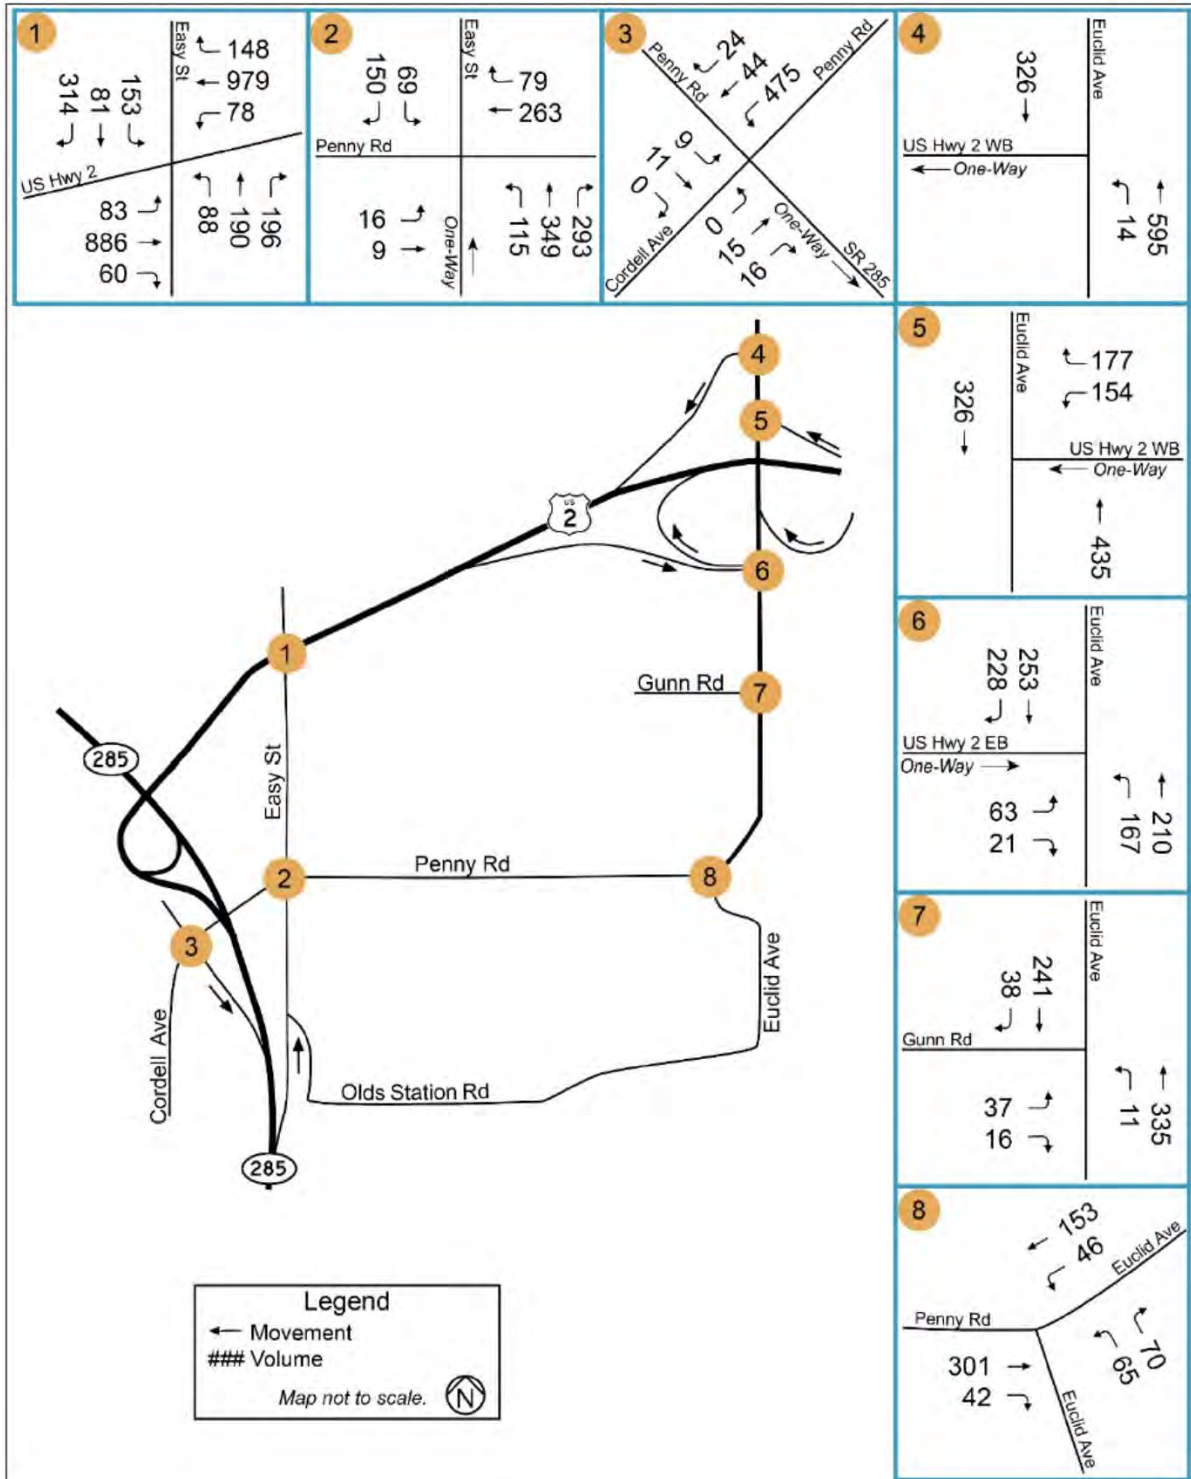 1
Easy St
148
979
78
314
81
153
US Hwy 2
83
886
60
88
190
196
2
Easy St
150
69
79
263
Penny Rd
16
9
One-Way
115
349
293
3
Penny Rd
24
44
475
Penny Rd
9
11
0
Cordell Ave
0
15
16
One-Way
SR 285
4
Euclid Ave
326
US Hwy 2 WB
One-Way
14
595
5
Euclid Ave
177
154
326
US Hwy 2 WB
One-Way
435
6
Euclid Ave
228
253
US Hwy 2 EB
One-Way
63
21
167
210
7
Euclid Ave
38
241
Gunn Rd
37
16
11
335
8
153
46
Euclid Ave
Penny Rd
301
42
65
70
Euclid Ave
4
5
US
2
6
1
Gunn Rd
7
285
Easy St
2
Penny Rd
8
3
Cordell Ave
Euclid Ave
Olds Station Rd
285
Legend
Movement
### Volume
Map not to scale.
N